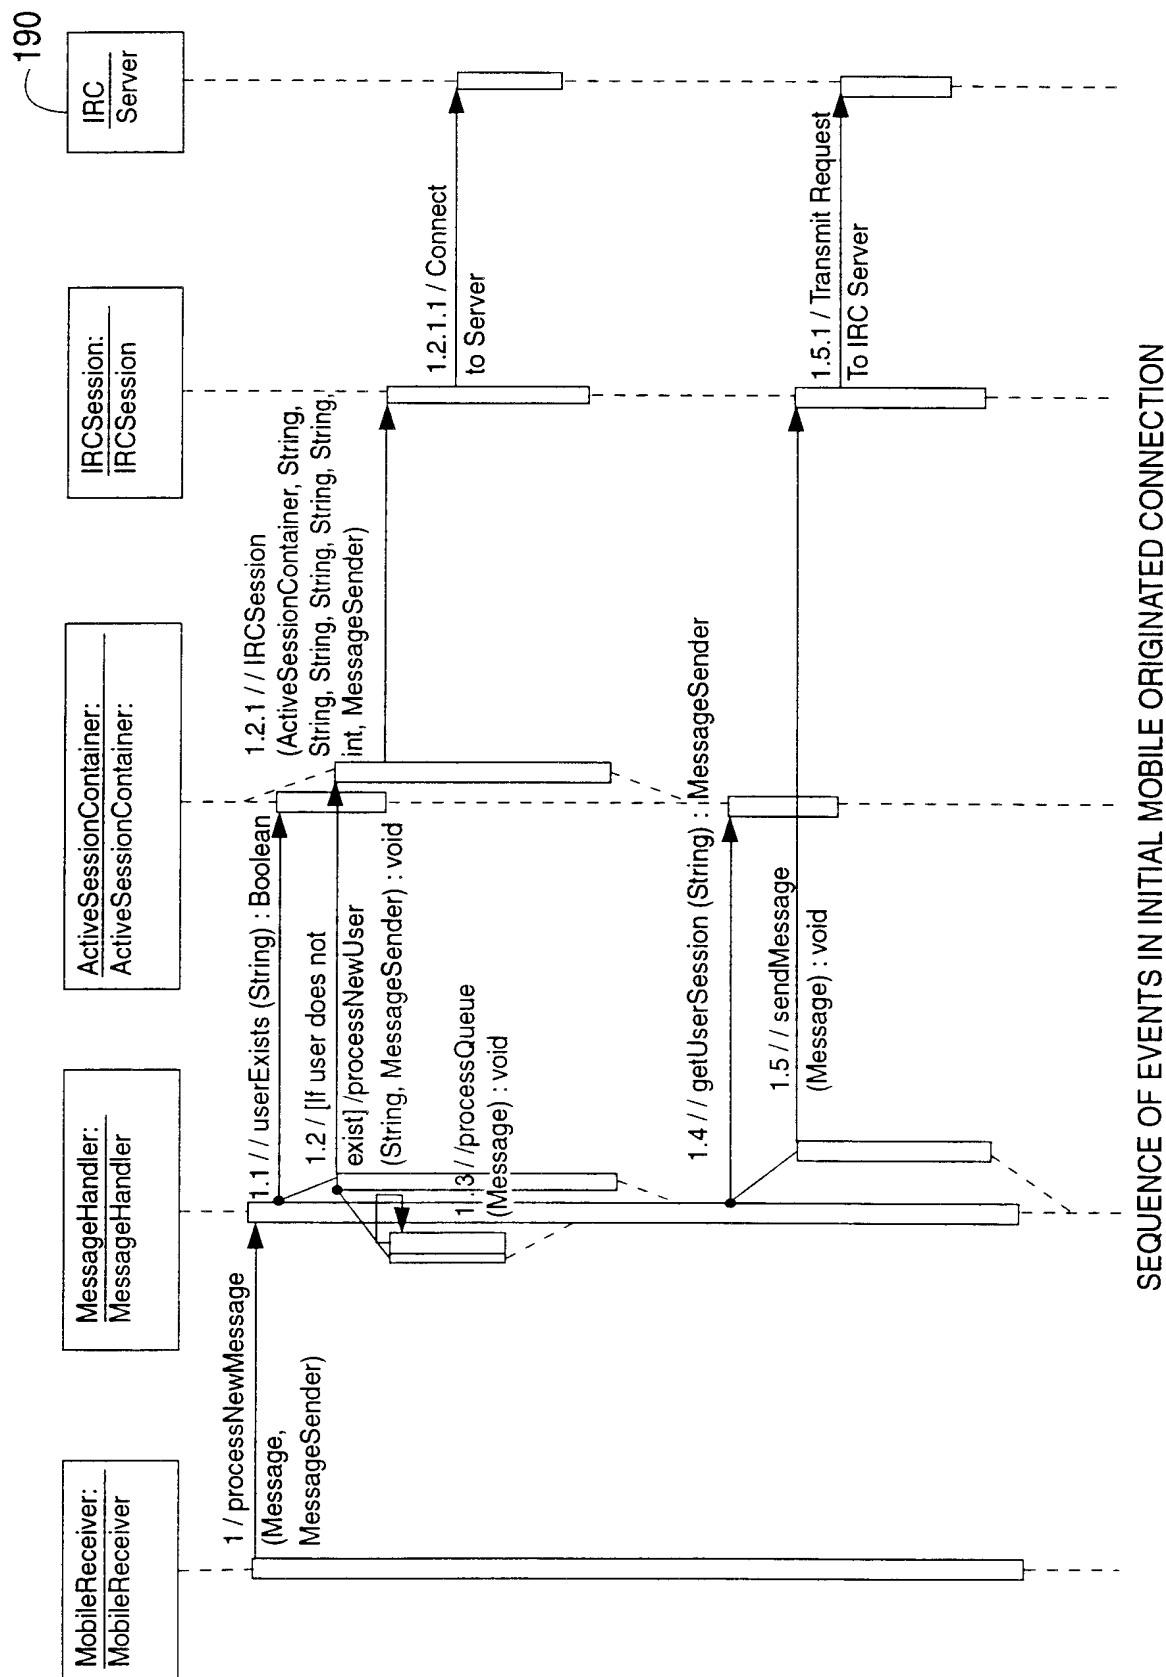 190
MobileReceiver:
MobileReceiver
MessageHandler:
MessageHandler
ActiveSessionContainer:
ActiveSessionContainer:
IRCSession:
IRCSession
IRC
Server
1 / processNewMessage
(Message,
MessageSender)
1.1 / / userExists (String) : Boolean
1.2 / [If user does not
exist] /processNewUser
(String, MessageSender) : void
1.2.1 / / IRCSession
(ActiveSessionContainer, String,
String, String, String, String, String,
int, MessageSender)
1.2.1.1 / Connect
to Server
1.3 / /processQueue
(Message) : void
1.4 / / getUserSession (String) : MessageSender
1.5 / / sendMessage
(Message) : void
1.5.1 / Transmit Request
To IRC Server
SEQUENCE OF EVENTS IN INITIAL MOBILE ORIGINATED CONNECTION